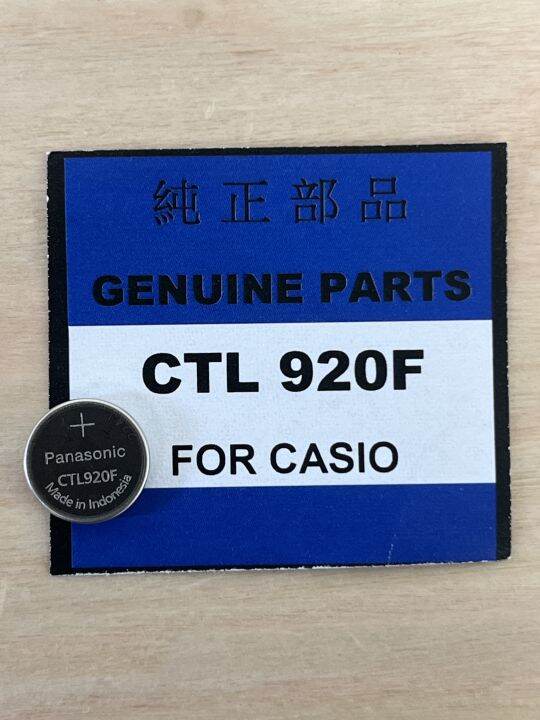 純正部品
GENUINE PARTS
CTL 920F
FOR CASIO
+
Panasonic
CTL920F
Made in Indonesia